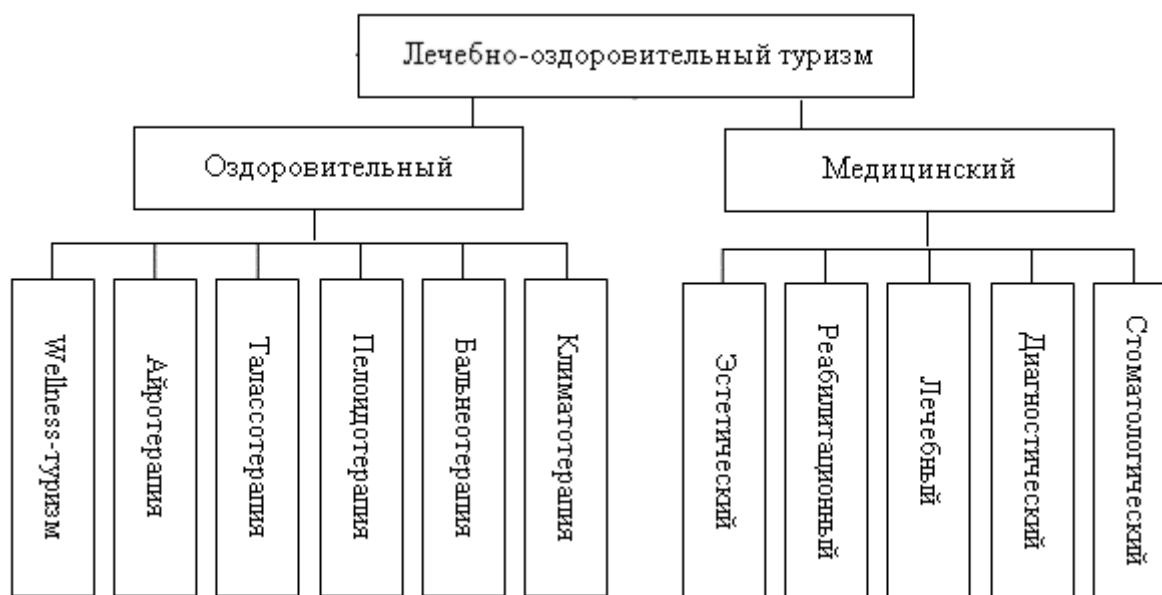 Лечебно-оздоровительный туризм
Оздоровительный
Медицинский
Wellness-туризм
Айротерапия
Талассотерапия
Пелоидотерапия
Бальнеотерапия
Климатотерапия
Эстетический
Реабилитационный
Лечебный
Диагностический
Стоматологический